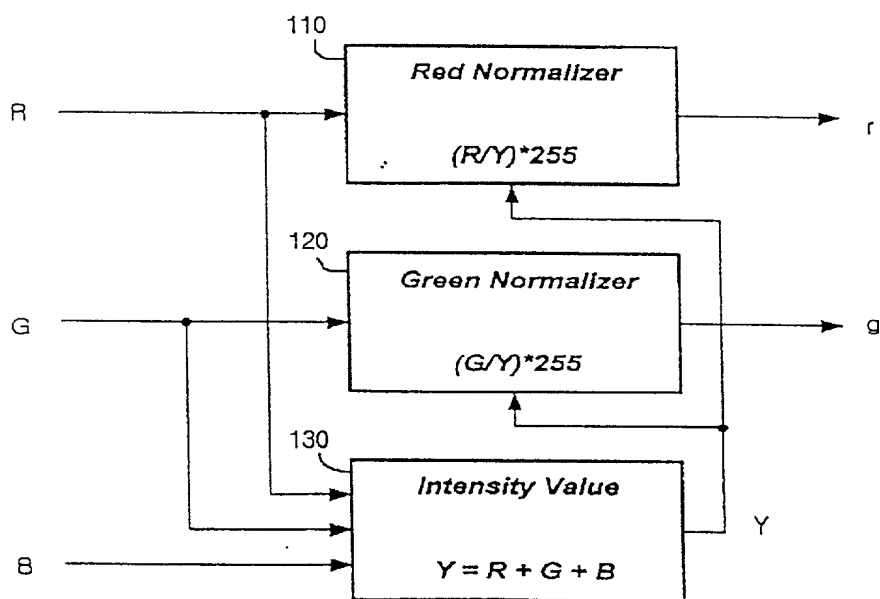 110
Red Normalizer
R
r
(R/Y)*255
120
Green Normalizer
G
g
(G/Y)*255
130
Intensity Value
Y
B
Y = R + G + B